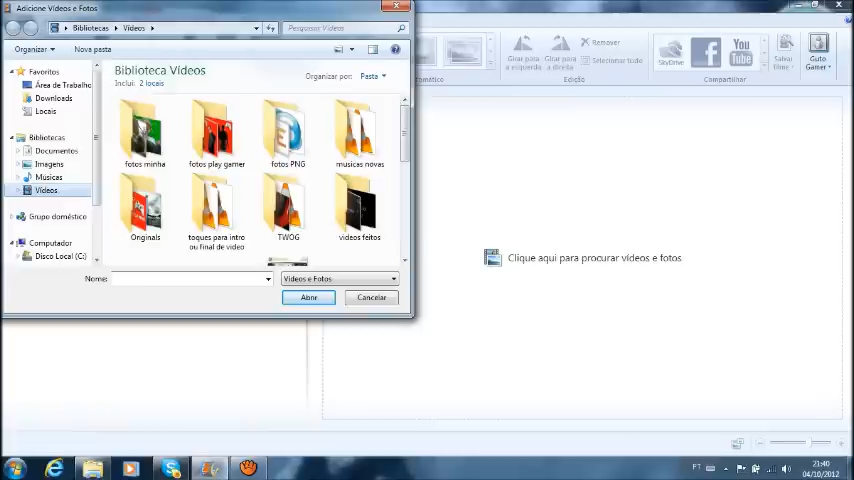 Adicione Vídeos e Fotos
Bibliotecas
Vídeos
Pesquisar Vídeos
Organizar
Nova pasta
Favoritos
Área de Trabalho
Downloads
Locais
Bibliotecas
Documentos
Imagens
Músicas
Vídeos
Grupo doméstico
Computador
Disco Local (C:)
Biblioteca Vídeos
Inclui: 2 locais
Organizar por: Pasta
fotos minha
fotos play gamer
fotos PNG
musicas novas
Originals
toques para intro
ou final de video
TWOG
videos feitos
Nome:
Vídeos e Fotos
Abrir
Cancelar
Girar para
a esquerda
Girar para
a direita
Remover
Selecionar tudo
Edição
SkyDrive
You
Tube
Compartilhar
Salvar
filme
Guto
Gamer
Clique aqui para procurar vídeos e fotos
PT
21:40
04/10/2012